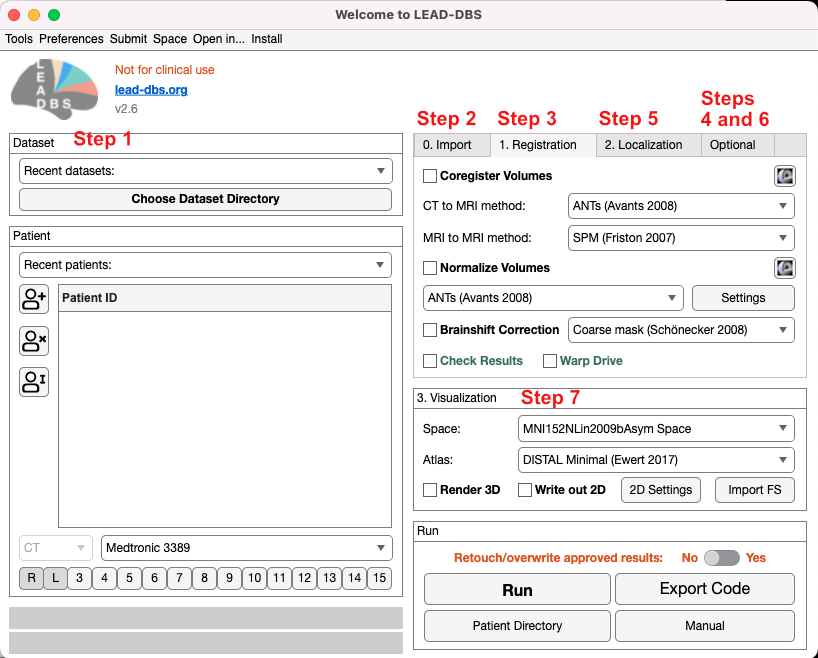 Welcome to LEAD-DBS
Tools Preferences Submit Space Open in... Install
LEAD
DBS
Not for clinical use
lead-dbs.org
v2.6
Dataset Step 1
Recent datasets:
Choose Dataset Directory
Patient
Recent patients:
Patient ID
CT Medtronic 3389
R L 3 4 5 6 7 8 9 10 11 12 13 14 15
Step 2 Step 3 Step 5 Steps
4 and 6
0. Import 1. Registration 2. Localization Optional
Coregister Volumes
CT to MRI method: ANTs (Avants 2008)
MRI to MRI method: SPM (Friston 2007)
Normalize Volumes
ANTs (Avants 2008) Settings
Brainshift Correction Coarse mask (Schönecker 2008)
Check Results Warp Drive
3. Visualization Step 7
Space: MNI152NLin2009bAsym Space
Atlas: DISTAL Minimal (Ewert 2017)
Render 3D Write out 2D 2D Settings Import FS
Run
Retouch/overwrite approved results: No Yes
Run Export Code
Patient Directory Manual